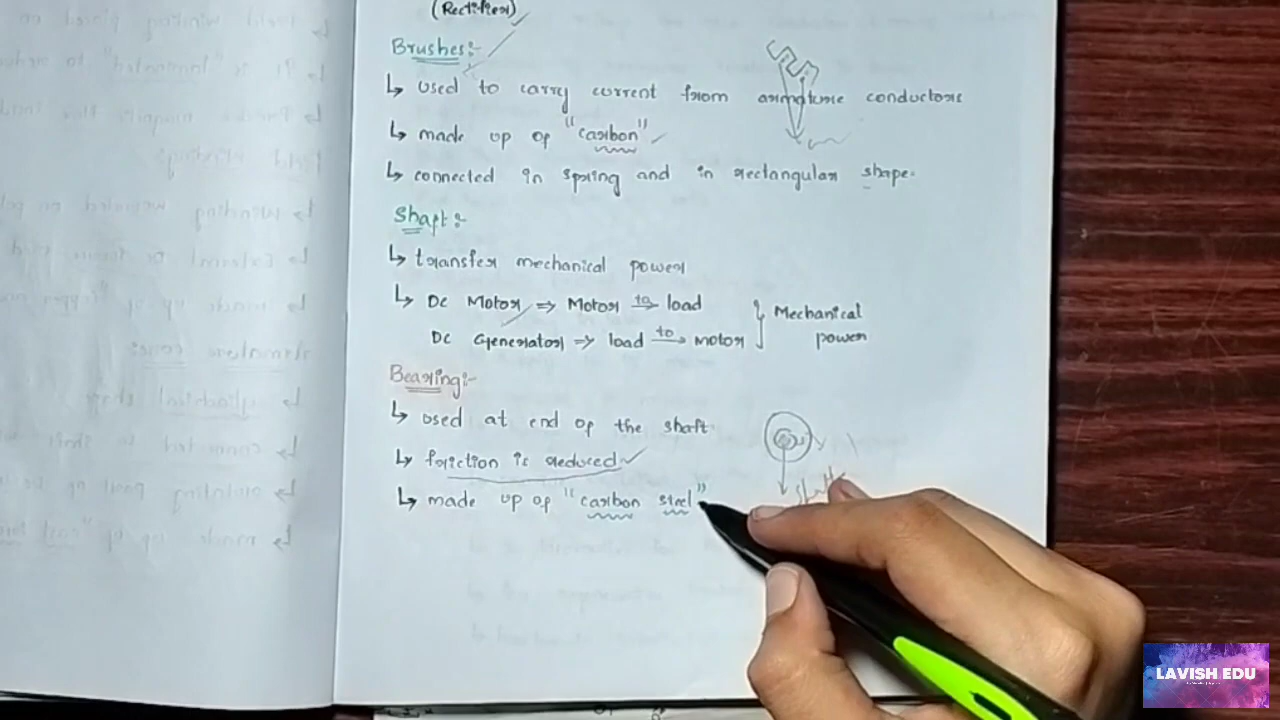 (Rectifier)
Brushes:-
↳ used to carry current from armature conductors
↳ made up of "carbon"
↳ connected in spring and in rectangular shape.
Shaft:-
↳ transfer mechanical power
↳ DC Motor ⇒ Motor to→ load
DC Generator ⇒ load to→ motor } Mechanical power
Bearing:-
↳ used at end of the shaft
↳ friction is reduced
↳ made up of "carbon steel"
shaft
LAVISH EDU